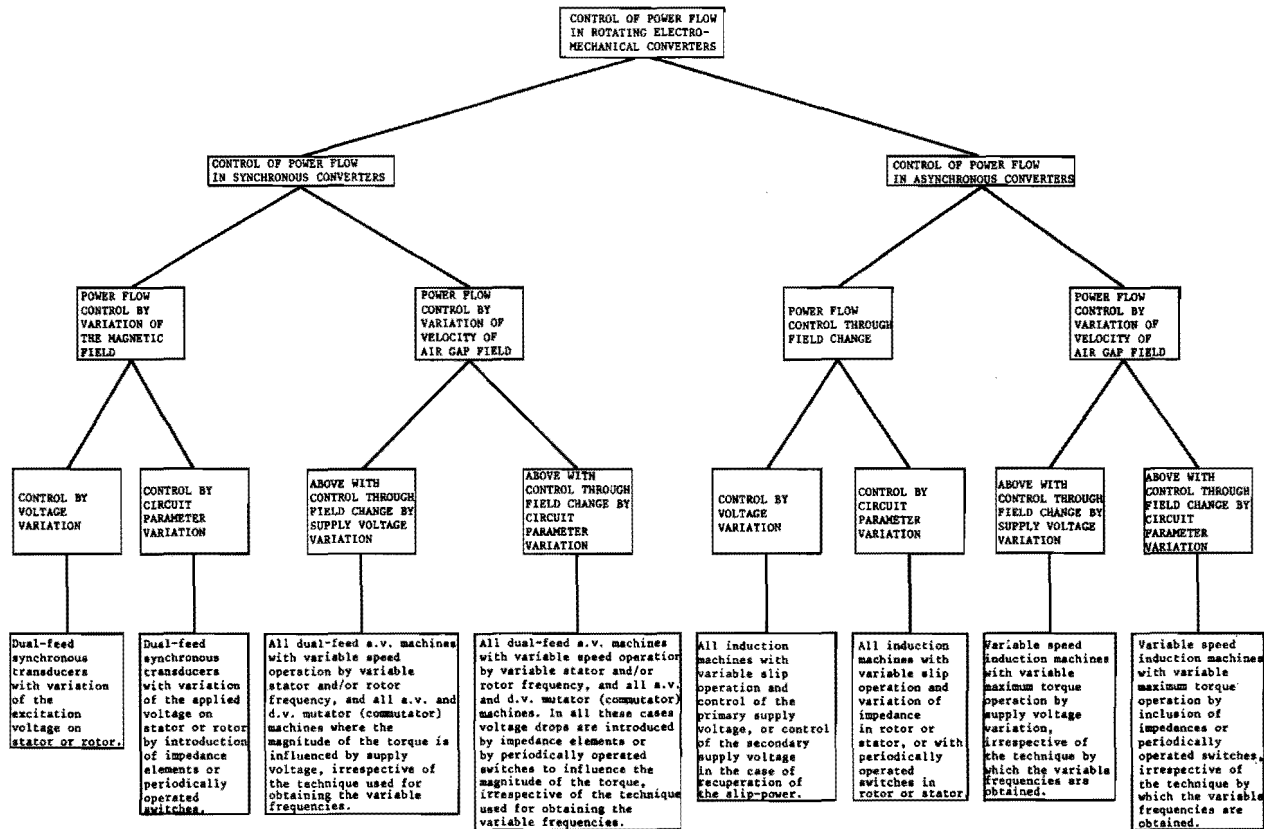 CONTROL OF POWER FLOW
IN ROTATING ELECTRO-
MECHANICAL CONVERTERS
CONTROL OF POWER FLOW
IN SYNCHRONOUS CONVERTERS
CONTROL OF POWER FLOW
IN ASYNCHRONOUS CONVERTERS
POWER FLOW
CONTROL BY
VARIATION OF
THE MAGNETIC
FIELD
POWER FLOW
CONTROL BY
VARIATION OF
VELOCITY OF
AIR GAP FIELD
POWER FLOW
CONTROL THROUGH
FIELD CHANGE
POWER FLOW
CONTROL BY
VARIATION OF
VELOCITY OF
AIR GAP FIELD
CONTROL BY
VOLTAGE
VARIATION
CONTROL BY
CIRCUIT
PARAMETER
VARIATION
ABOVE WITH
CONTROL THROUGH
FIELD CHANGE BY
SUPPLY VOLTAGE
VARIATION
ABOVE WITH
CONTROL THROUGH
FIELD CHANGE BY
CIRCUIT
PARAMETER
VARIATION
CONTROL BY
VOLTAGE
VARIATION
CONTROL BY
CIRCUIT
PARAMETER
VARIATION
ABOVE WITH
CONTROL THROUGH
FIELD CHANGE BY
SUPPLY VOLTAGE
VARIATION
ABOVE WITH
CONTROL THROUGH
FIELD CHANGE BY
CIRCUIT
PARAMETER
VARIATION
Dual-feed
synchronous
transducers
with variation
of the
excitation
voltage on
stator or rotor.
Dual-feed
synchronous
transducers
with variation
of the applied
voltage on
stator or rotor
by introduction
of impedance
elements or
periodically
operated
switches.
All dual-feed a.v. machines
with variable speed
operation by variable
stator and/or rotor
frequency, and all a.v. and
d.v. mutator (commutator)
machines where the
magnitude of the torque is
influenced by supply
voltage, irrespective of
the technique used for
obtaining the variable
frequencies.
All dual-feed a.v. machines
with variable speed operation
by variable stator and/or
rotor frequency, and all a.v.
and d.v. mutator (commutator)
machines. In all these cases
voltage drops are introduced
by impedance elements or
by periodically operated
switches to influence the
magnitude of the torque,
irrespective of the technique
used for obtaining the
variable frequencies.
All induction
machines with
variable slip
operation and
control of the
primary supply
voltage, or control
of the secondary
supply voltage
in the case of
recuperation of
the slip-power.
All induction
machines with
variable slip
operation and
variation of
impedance
in rotor or
stator, or with
periodically
operated
switches in
rotor or stator.
Variable speed
induction machines
with variable
maximum torque
operation by
supply voltage
variation,
irrespective of
the technique by
which the variable
frequencies are
obtained.
Variable speed
induction machines
with variable
maximum torque
operation by
inclusion of
impedances or
periodically
operated switches,
irrespective of
the technique by
which the variable
frequencies are
obtained.